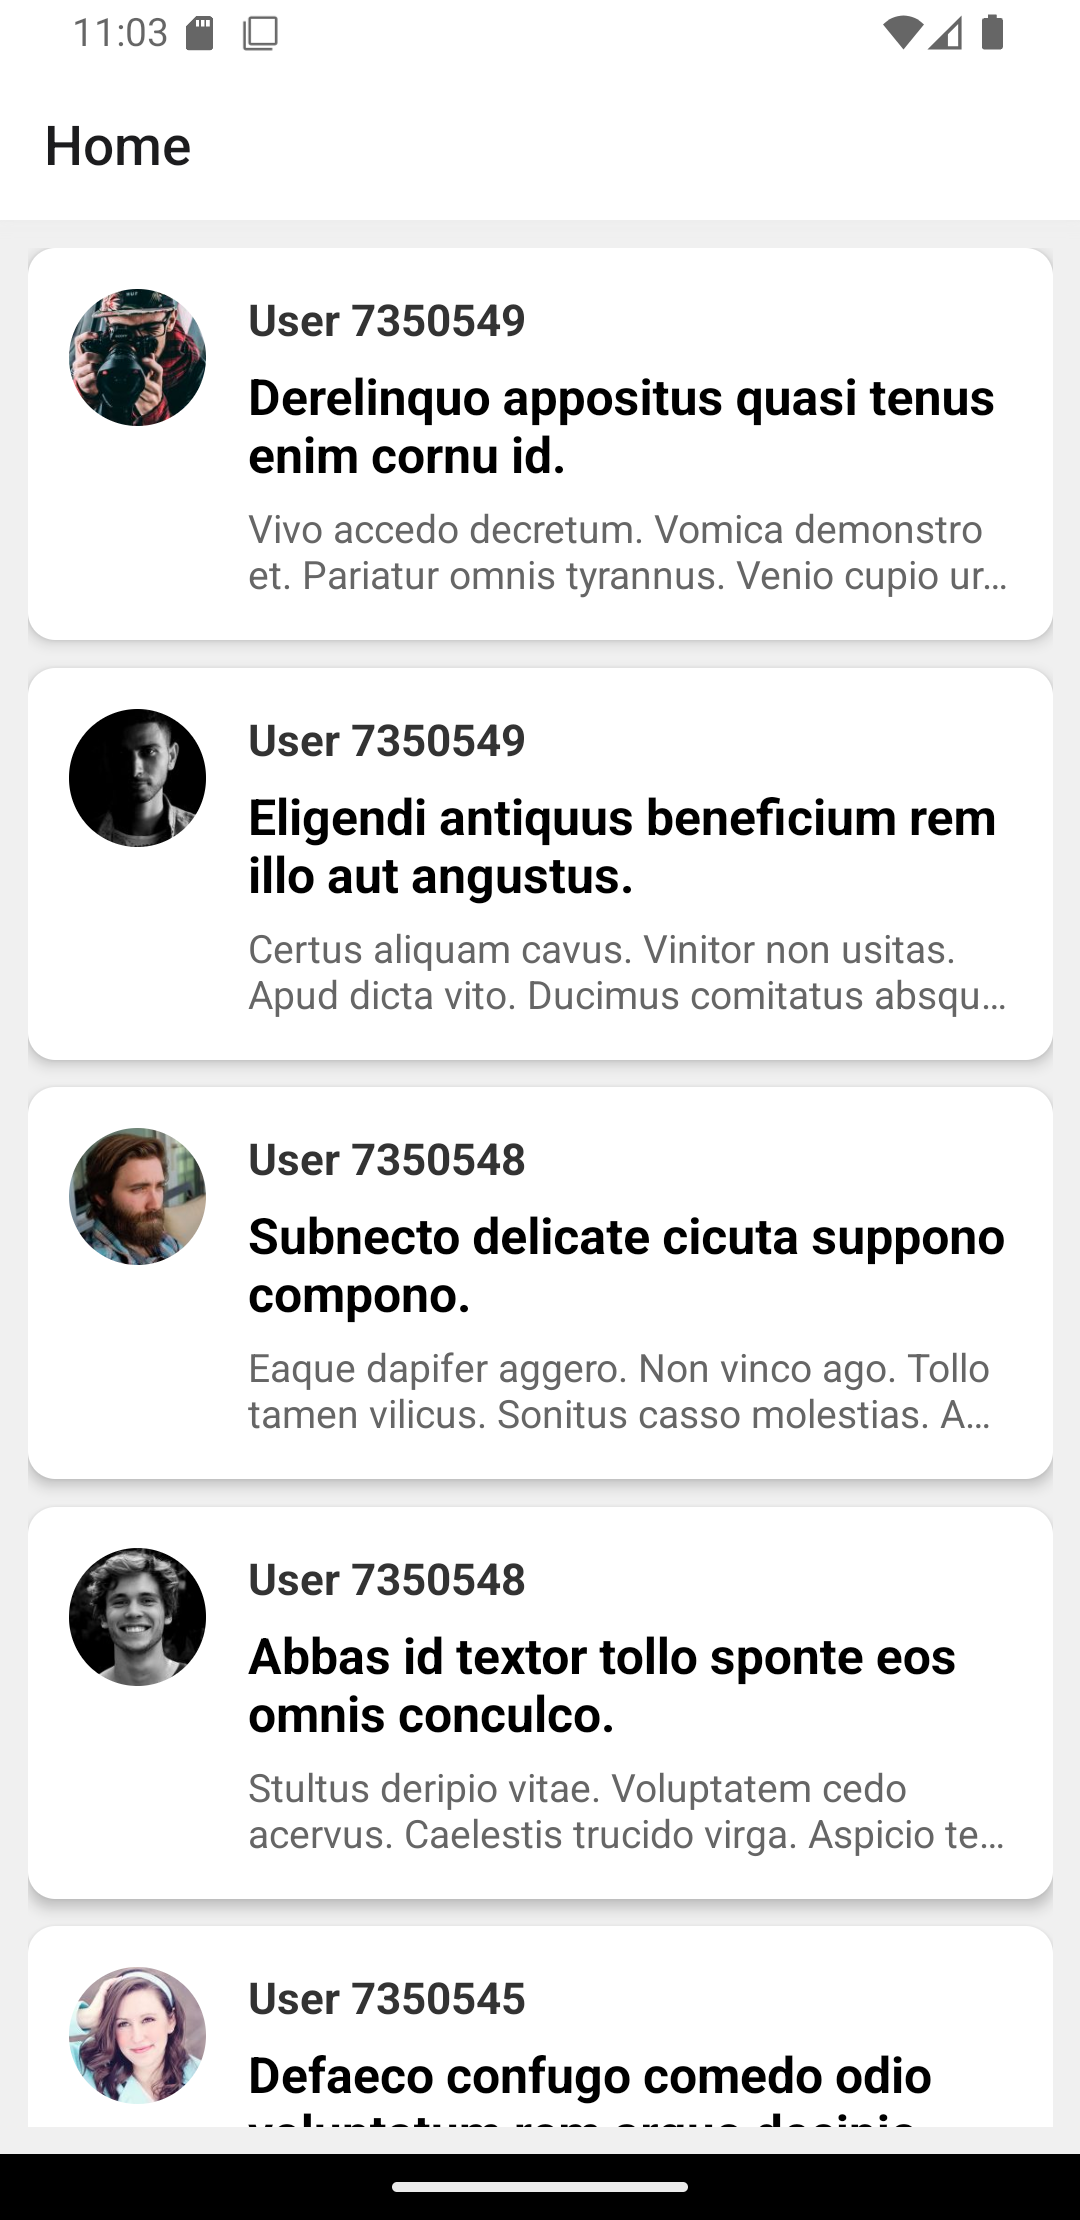 11:03
Home
User 7350549
Derelinquo appositus quasi tenus
enim cornu id.
Vivo accedo decretum. Vomica demonstro
et. Pariatur omnis tyrannus. Venio cupio ur…
User 7350549
Eligendi antiquus beneficium rem
illo aut angustus.
Certus aliquam cavus. Vinitor non usitas.
Apud dicta vito. Ducimus comitatus absqu…
User 7350548
Subnecto delicate cicuta suppono
compono.
Eaque dapifer aggero. Non vinco ago. Tollo
tamen vilicus. Sonitus casso molestias. A…
User 7350548
Abbas id textor tollo sponte eos
omnis conculco.
Stultus deripio vitae. Voluptatem cedo
acervus. Caelestis trucido virga. Aspicio te…
User 7350545
Defaeco confugo comedo odio